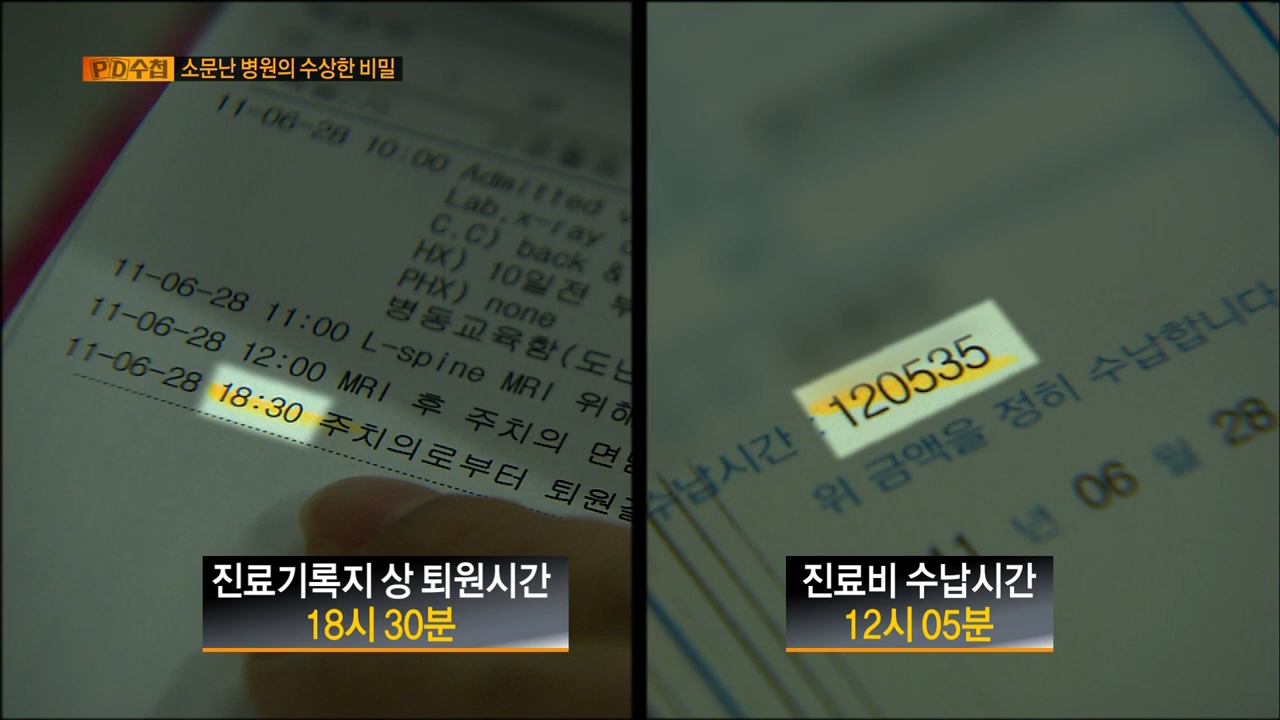 PD수첩 소문난 병원의 수상한 비밀
11-06-28 10:00 Admitted
Lab,x-ray
C.C) back &
HX) 10일전
PHX) none
병동교육함(도난
11-06-28 11:00 L-spine MRI 위해
11-06-28 12:00 MRI 후 주치의 면담
11-06-28 18:30 주치의로부터 퇴원
진료기록지 상 퇴원시간
18시 30분
수납시간 : 120535
위 금액을 정히 수납합니다
11 년 06 월 28
진료비 수납시간
12시 05분